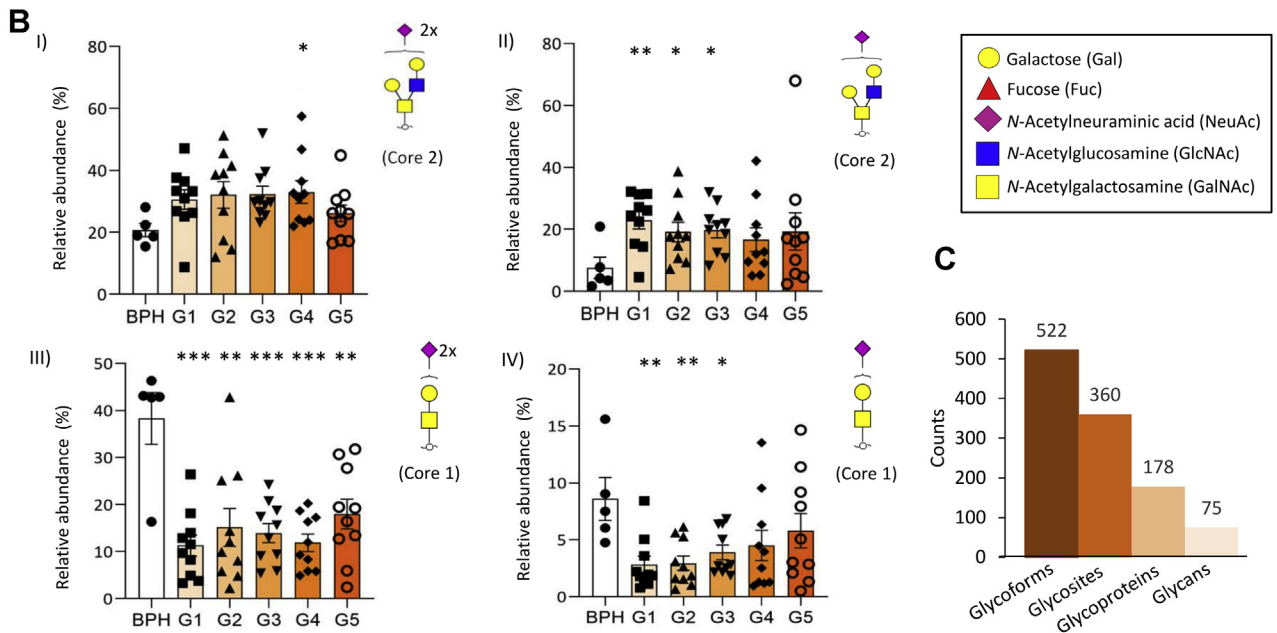 B
I)
Relative abundance (%)
80
60
40
20
0
*
BPH G1 G2 G3 G4 G5
2x
(Core 2)
II)
Relative abundance (%)
80
60
40
20
0
** * *
BPH G1 G2 G3 G4 G5
(Core 2)
Galactose (Gal)
Fucose (Fuc)
N-Acetylneuraminic acid (NeuAc)
N-Acetylglucosamine (GlcNAc)
N-Acetylgalactosamine (GalNAc)
III)
Relative abundance (%)
50
40
30
20
10
0
*** ** *** *** **
BPH G1 G2 G3 G4 G5
2x
(Core 1)
IV)
Relative abundance (%)
20
15
10
5
0
** ** *
BPH G1 G2 G3 G4 G5
(Core 1)
C
Counts
600
500
400
300
200
100
0
522
360
178
75
Glycoforms
Glycosites
Glycoproteins
Glycans